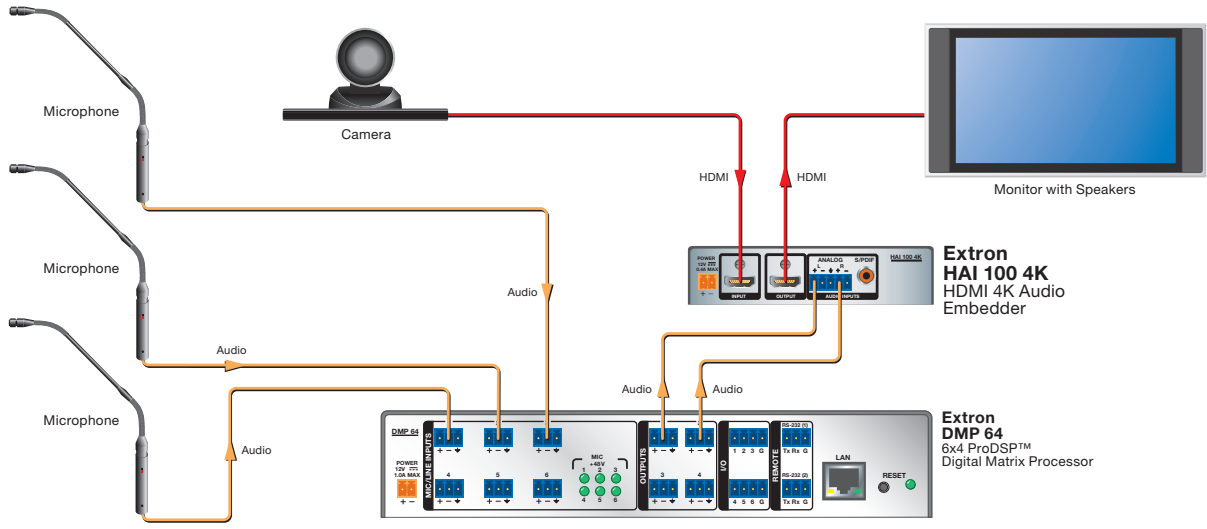 Microphone
Camera
HDMI
HDMI
Monitor with Speakers
Microphone
Audio
POWER
12V
0.4A MAX
+ −
INPUT
OUTPUT
ANALOG
L R
+ − + −
AUDIO INPUTS
S/PDIF
HAI 100 4K
Extron
HAI 100 4K
HDMI 4K Audio
Embedder
Audio
Microphone
Audio
Audio
Audio
DMP 64
POWER
12V
1.0A MAX
+ −
MIC/LINE INPUTS
+ − + − + −
4 5 6
+ − + − + −
MIC
+48V
1 2 3
4 5 6
OUTPUTS
+ − + −
3 4
+ − + −
I/O
1 2 3 G
4 5 6 G
REMOTE
RS-232 (1)
Tx Rx G
RS-232 (2)
Tx Rx G
LAN
RESET
Extron
DMP 64
6x4 ProDSP™
Digital Matrix Processor